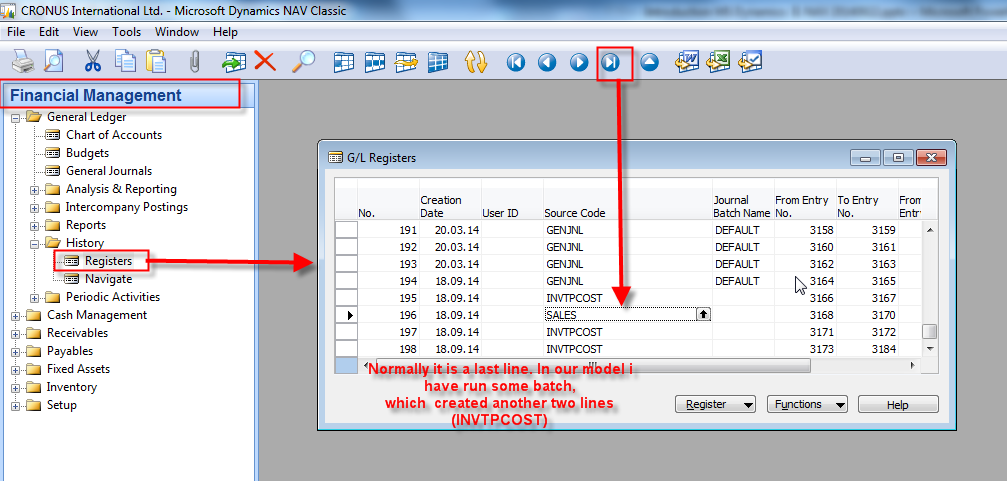 CRONUS International Ltd. - Microsoft Dynamics NAV Classic
File Edit View Tools Window Help
Financial Management
General Ledger
Chart of Accounts
Budgets
General Journals
Analysis & Reporting
Intercompany Postings
Reports
History
Registers
Navigate
Periodic Activities
Cash Management
Receivables
Payables
Fixed Assets
Inventory
Setup
G/L Registers
No. Creation Date User ID Source Code Journal Batch Name From Entry No. To Entry No. From Entry
191 20.03.14 GENJNL DEFAULT 3158 3159
192 20.03.14 GENJNL DEFAULT 3160 3161
193 20.03.14 GENJNL DEFAULT 3162 3163
194 18.09.14 GENJNL DEFAULT 3164 3165
195 18.09.14 INVTPCOST 3166 3167
196 18.09.14 SALES 3168 3170
197 18.09.14 INVTPCOST 3171 3172
198 18.09.14 INVTPCOST 3173 3184
Normally it is a last line. In our model i
have run some batch,
which created another two lines
(INVTPCOST)
Register Functions Help